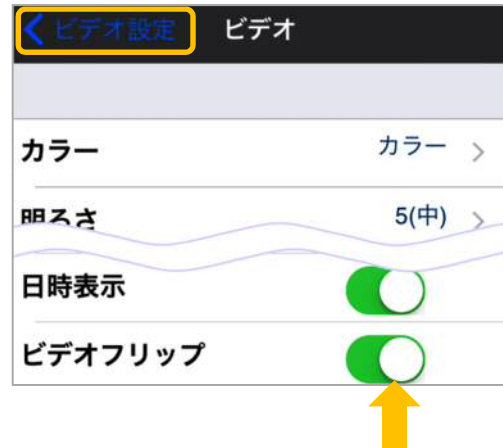 ビデオ設定 ビデオ
カラー カラー
明るさ 5(中)
日時表示
ビデオフリップ